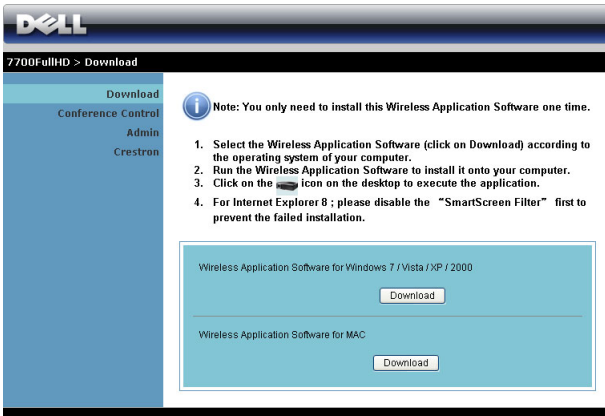 DELL
7700FullHD > Download
Download
Conference Control
Admin
Crestron
Note: You only need to install this Wireless Application Software one time.
1. Select the Wireless Application Software (click on Download) according to
the operating system of your computer.
2. Run the Wireless Application Software to install it onto your computer.
3. Click on the icon on the desktop to execute the application.
4. For Internet Explorer 8 ; please disable the “SmartScreen Filter” first to
prevent the failed installation.
Wireless Application Software for Windows 7 / Vista / XP / 2000
Download
Wireless Application Software for MAC
Download